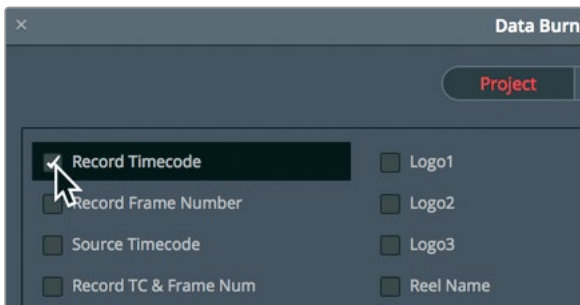 Data Burn
Project
Record Timecode
Logo1
Record Frame Number
Logo2
Source Timecode
Logo3
Record TC & Frame Num
Reel Name